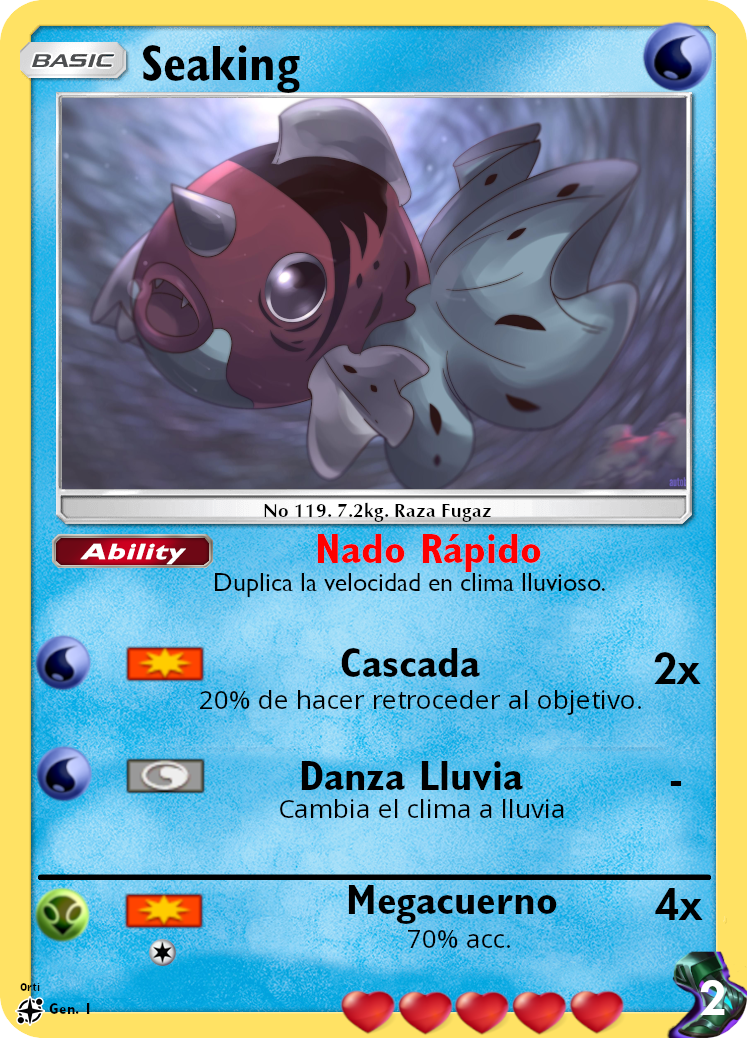 BASIC
Seaking
No 119. 7.2kg. Raza Fugaz
Ability
Nado Rápido
Duplica la velocidad en clima lluvioso.
Cascada
2x
20% de hacer retroceder al objetivo.
Danza Lluvia
-
Cambia el clima a lluvia
Megacuerno
4x
70% acc.
Orti
Gen. I
2